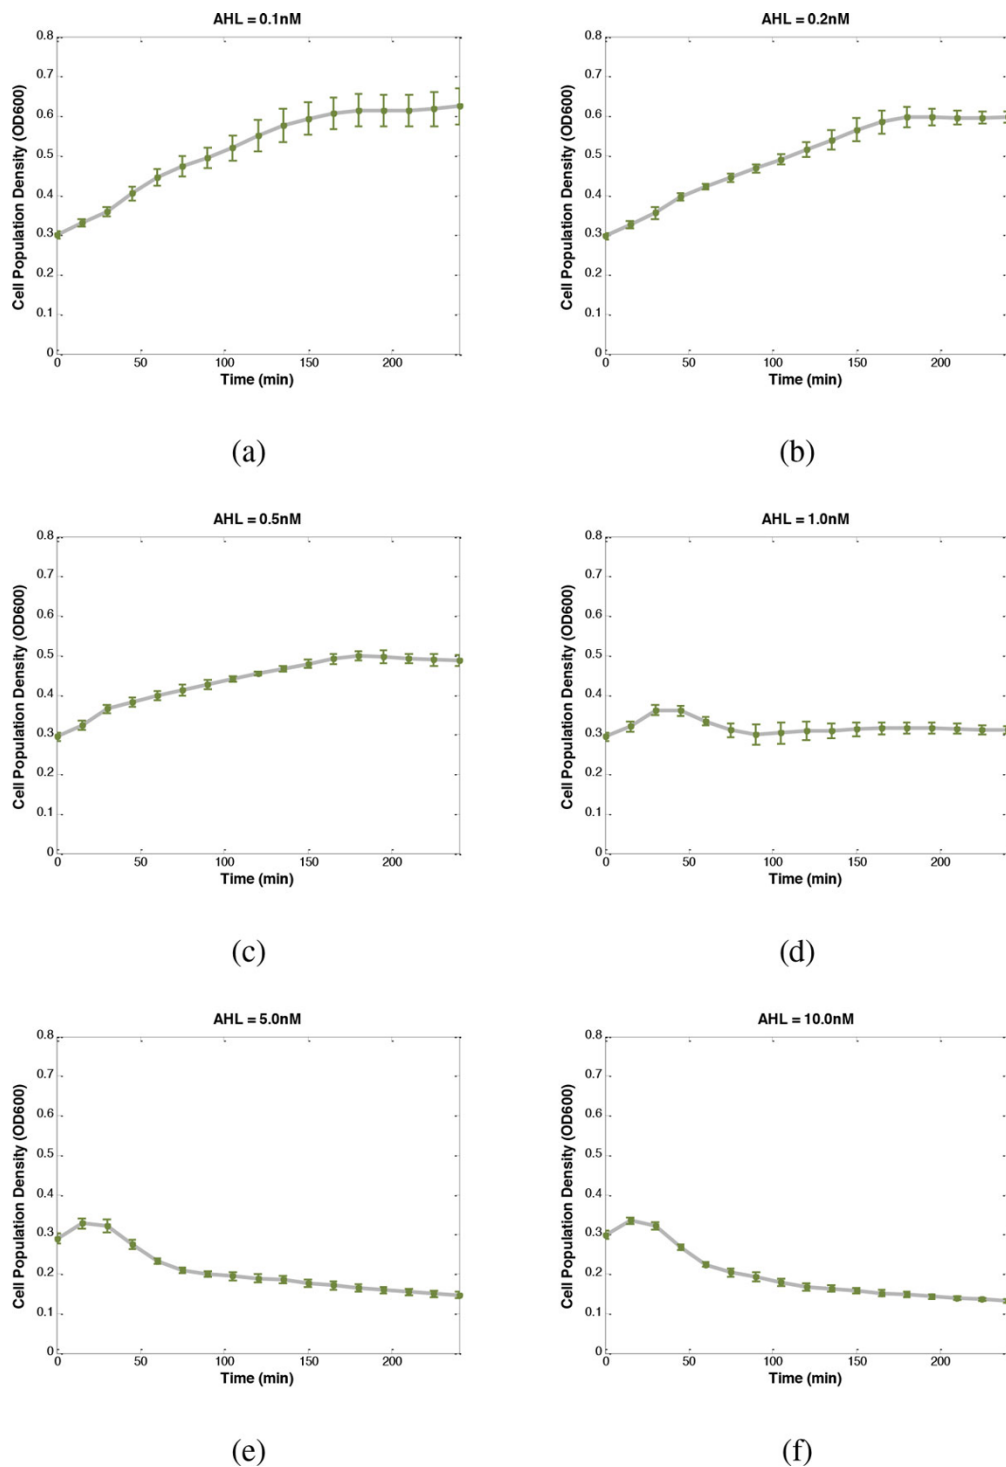 AHL = 0.1nM
0.8
0.7
0.6
0.5
0.4
0.3
0.2
0.1
0
0 50 100 150 200
Cell Population Density (OD600)
Time (min)
(a)
AHL = 0.2nM
0.8
0.7
0.6
0.5
0.4
0.3
0.2
0.1
0
0 50 100 150 200
Cell Population Density (OD600)
Time (min)
(b)
AHL = 0.5nM
0.8
0.7
0.6
0.5
0.4
0.3
0.2
0.1
0
0 50 100 150 200
Cell Population Density (OD600)
Time (min)
(c)
AHL = 1.0nM
0.8
0.7
0.6
0.5
0.4
0.3
0.2
0.1
0
0 50 100 150 200
Cell Population Density (OD600)
Time (min)
(d)
AHL = 5.0nM
0.8
0.7
0.6
0.5
0.4
0.3
0.2
0.1
0
0 50 100 150 200
Cell Population Density (OD600)
Time (min)
(e)
AHL = 10.0nM
0.8
0.7
0.6
0.5
0.4
0.3
0.2
0.1
0
0 50 100 150 200
Cell Population Density (OD600)
Time (min)
(f)